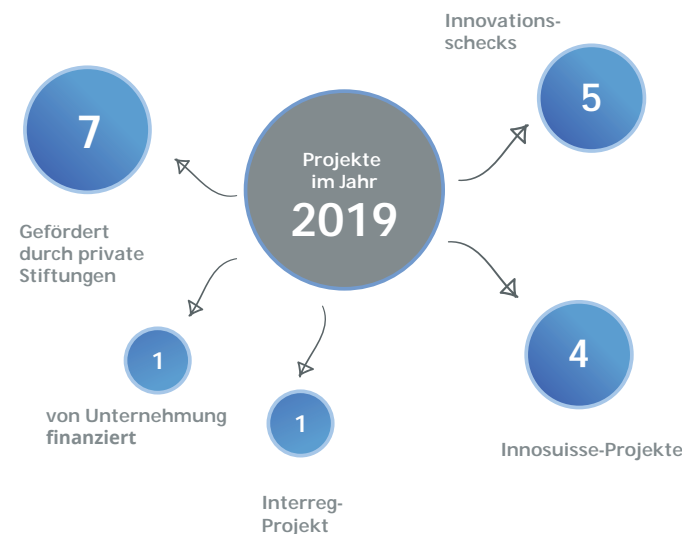 Innovations-
schecks
5
7
Projekte
im Jahr
2019
Gefördert
durch private
Stiftungen
1
von Unternehmung
finanziert
1
Interreg-
Projekt
4
Innosuisse-Projekte